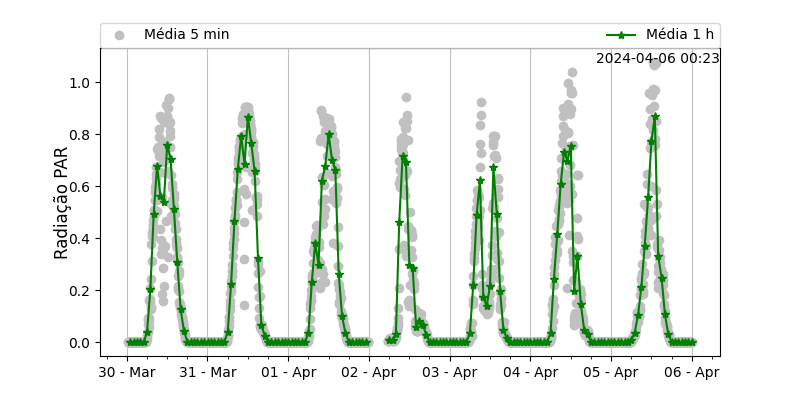 Média 5 min
Média 1 h
2024-04-06 00:23
Radiação PAR
1.0
0.8
0.6
0.4
0.2
0.0
30 - Mar
31 - Mar
01 - Apr
02 - Apr
03 - Apr
04 - Apr
05 - Apr
06 - Apr